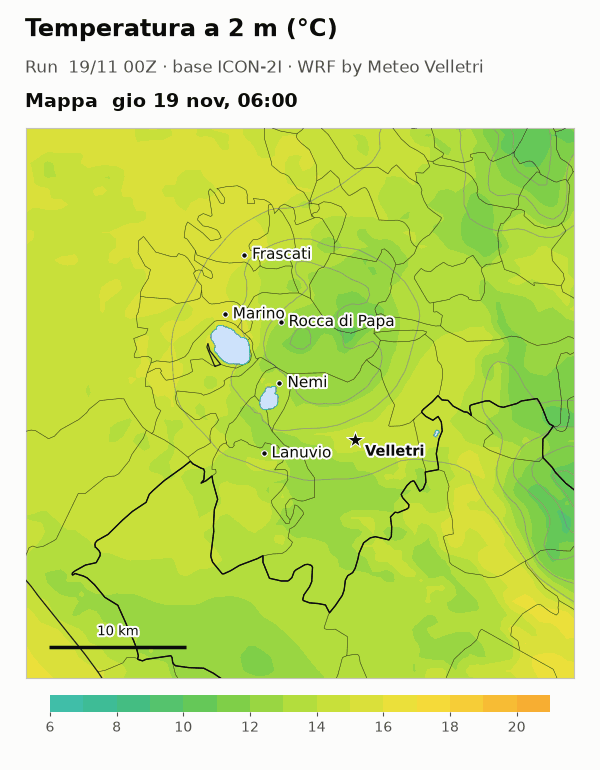 Temperatura a 2 m (°C)
Run  19/11 00Z · base ICON-2I · WRF by Meteo Velletri
Mappa  gio 19 nov, 06:00
Frascati
Marino
Rocca di Papa
Nemi
Velletri
Lanuvio
10 km
6 8 10 12 14 16 18 20